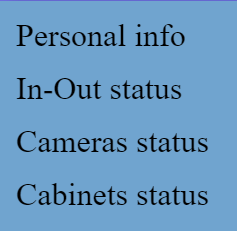 Personal info
In-Out status
Cameras status
Cabinets status